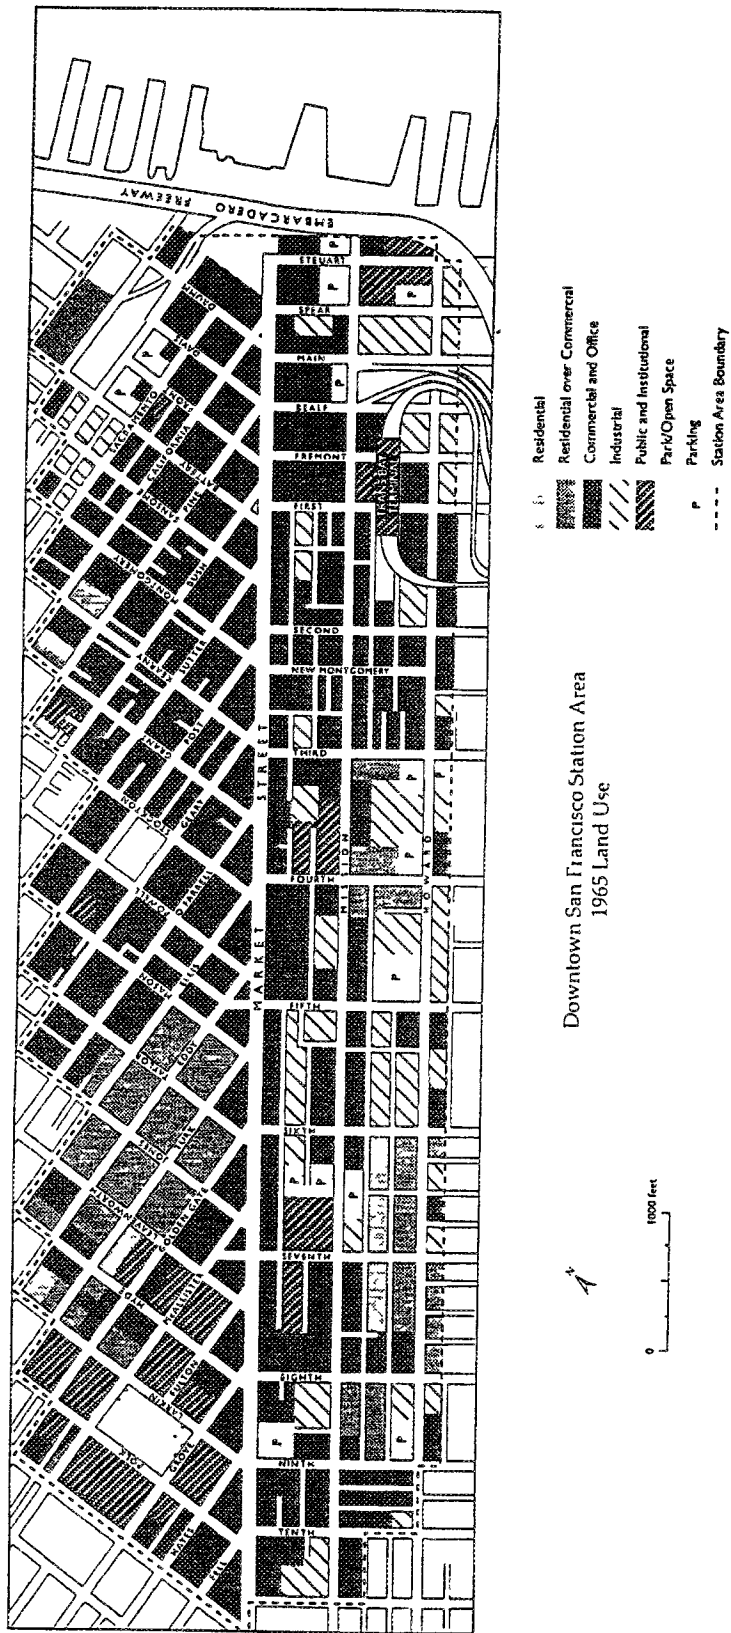 EMBARCADERO
FREEWAY
STEUART
SPEAR
MAIN
BEALE
FREMONT
FIRST
SECOND
NEW MONTGOMERY
THIRD
FOURTH
FIFTH
SIXTH
SEVENTH
EIGHTH
NINTH
TENTH
MARKET STREET
MISSION
HOWARD
TRANSBAY
TERMINAL
DRUMM
DAVIS
SACRAMENTO
CALIFORNIA
PINE
BATTERY
SANSOME
BUSH
MONTGOMERY
SUTTER
KEARNY
POST
GRANT
GEARY
STOCKTON
O'FARRELL
POWELL
ELLIS
MASON
EDDY
TAYLOR
TURK
JONES
GOLDEN GATE
LEAVENWORTH
MCALLISTER
HYDE
FULTON
LARKIN
GROVE
POLK
HAYES
FELL
P
P
P
P
P
P
P
P
P
P
P
P
P
P
Residential
Residential over Commercial
Commercial and Office
Industrial
Public and Institutional
Park/Open Space
P Parking
Station Area Boundary
Downtown San Francisco Station Area
1965 Land Use
N
0 1000 feet